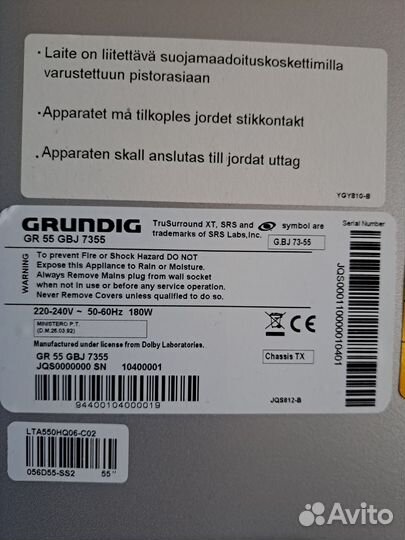 · Laite on liitettävä suojamaadoituskoskettimilla
varustettuun pistorasiaan
· Apparatet må tilkoples jordet stikkontakt
· Apparaten skall anslutas till jordat uttag
YGY810-B
GRUNDIG
GR 55 GBJ 7355
TruSurround XT, SRS and symbol are
trademarks of SRS Labs,Inc.
G.BJ 73-55
Serial Number
WARNING
To prevent Fire or Shock Hazard DO NOT
Expose this Appliance to Rain or Moisture.
Always Remove Mains plug from wall socket
when not in use or before any service operation.
Never Remove Covers unless qualified to do so.
220-240V ~ 50-60Hz 180W
MINISTERO P.T.
(D.M.26.03.92)
CE
Manufactured under license from Dolby Laboratories.
GR 55 GBJ 7355
JQS0000000 SN 10400001
Chassis TX
94400104000019
JQS812-B
LTA550HQ06-C02
056D55-SS2 55"
Avito